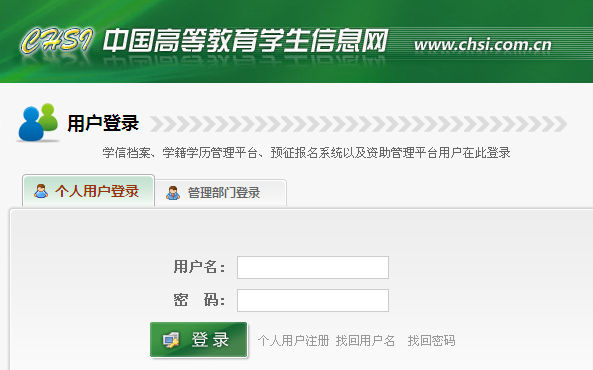 CHSI 中国高等教育学生信息网 www.chsi.com.cn
用户登录
学信档案、学籍学历管理平台、预征报名系统以及资助管理平台用户在此登录
个人用户登录 管理部门登录
用户名：
密 码：
登 录 个人用户注册 找回用户名 找回密码